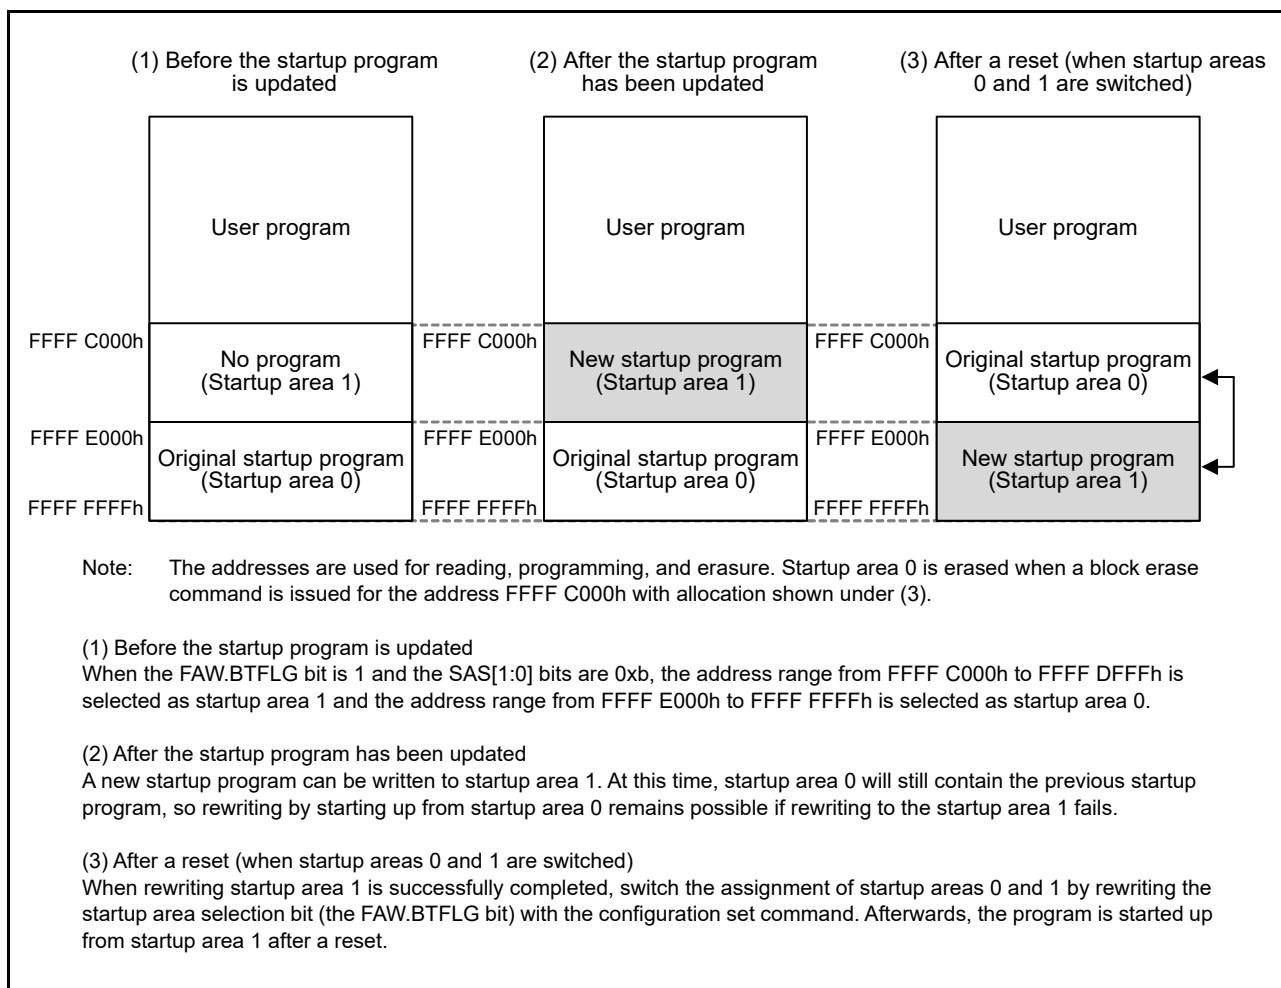 (1) Before the startup program
is updated
(2) After the startup program
has been updated
(3) After a reset (when startup areas
0 and 1 are switched)
User program
User program
User program
FFFF C000h
No program
(Startup area 1)
FFFF C000h
New startup program
(Startup area 1)
FFFF C000h
Original startup program
(Startup area 0)
FFFF E000h
Original startup program
(Startup area 0)
FFFF E000h
Original startup program
(Startup area 0)
FFFF E000h
New startup program
(Startup area 1)
FFFF FFFFh
FFFF FFFFh
FFFF FFFFh
Note: The addresses are used for reading, programming, and erasure. Startup area 0 is erased when a block erase
command is issued for the address FFFF C000h with allocation shown under (3).
(1) Before the startup program is updated
When the FAW.BTFLG bit is 1 and the SAS[1:0] bits are 0xb, the address range from FFFF C000h to FFFF DFFFh is
selected as startup area 1 and the address range from FFFF E000h to FFFF FFFFh is selected as startup area 0.
(2) After the startup program has been updated
A new startup program can be written to startup area 1. At this time, startup area 0 will still contain the previous startup
program, so rewriting by starting up from startup area 0 remains possible if rewriting to the startup area 1 fails.
(3) After a reset (when startup areas 0 and 1 are switched)
When rewriting startup area 1 is successfully completed, switch the assignment of startup areas 0 and 1 by rewriting the
startup area selection bit (the FAW.BTFLG bit) with the configuration set command. Afterwards, the program is started up
from startup area 1 after a reset.